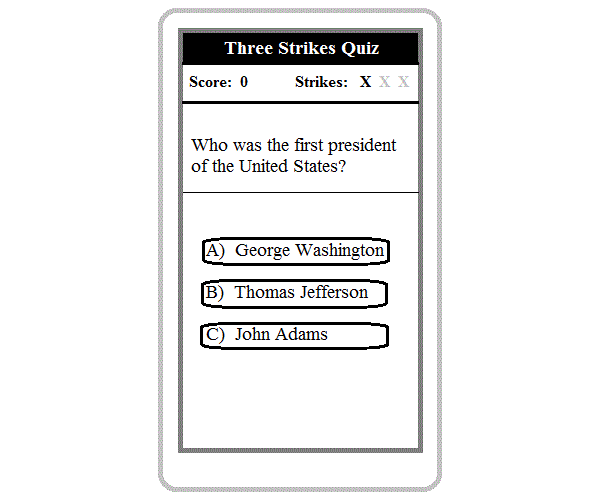 Three Strikes Quiz
Score: 0 Strikes: X X X
Who was the first president
of the United States?
A) George Washington
B) Thomas Jefferson
C) John Adams